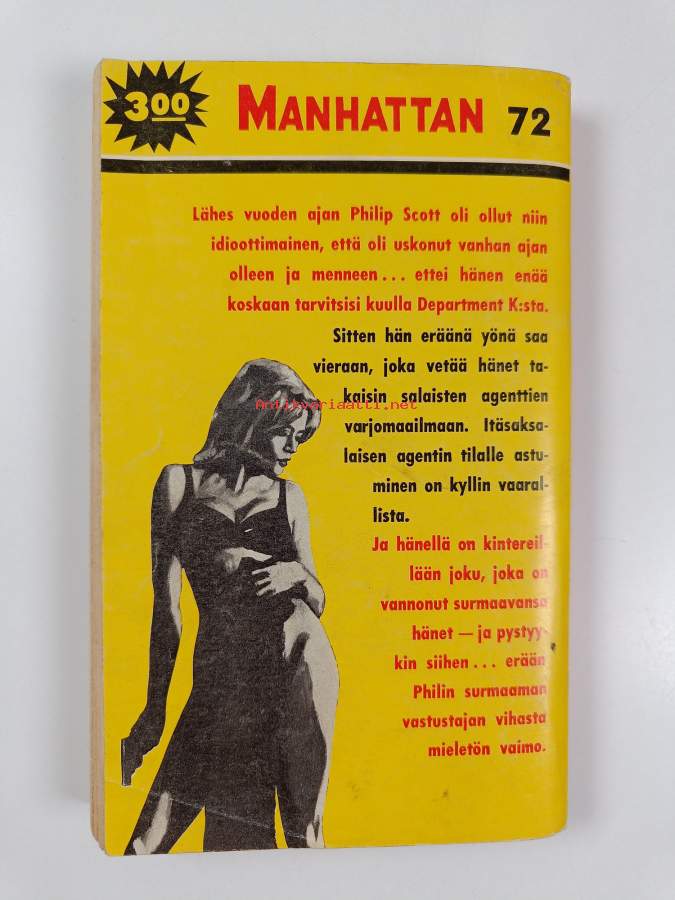 3.00
MANHATTAN 72
Lähes vuoden ajan Philip Scott oli ollut niin
idioottimainen, että oli uskonut vanhan ajan
olleen ja menneen... ettei hänen enää
koskaan tarvitsisi kuulla Department K:sta.
Sitten hän eräänä yönä saa
vieraan, joka vetää hänet ta-
kaisin salaisten agenttien
Antikvariaatti.net
varjomaailmaan. Itäsaksa-
laisen agentin tilalle astu-
minen on kyllin vaaral-
lista.
Ja hänellä on kintereil-
lään joku, joka on
vannonut surmaavansa
hänet — ja pystyy-
kin siihen... erään
Philin surmaaman
vastustajan vihasta
mieletön vaimo.